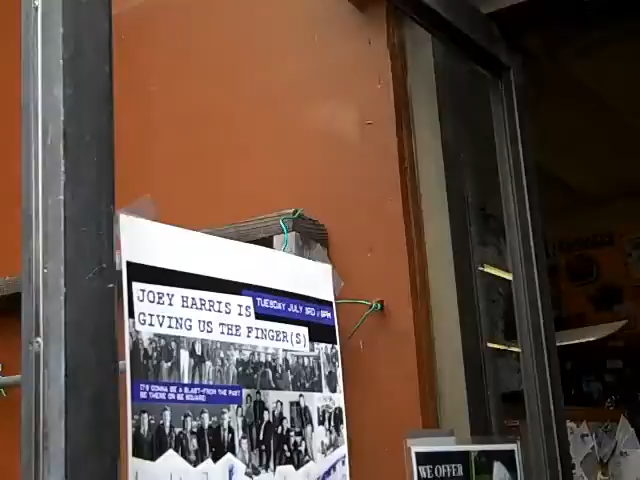 JOEY HARRIS IS
TUESDAY JULY 3RD / 8PM
GIVING US THE FINGER(S)
IT'S GONNA BE A BLAST-FROM THE PAST
BE THERE OR BE SQUARE!
WE OFFER